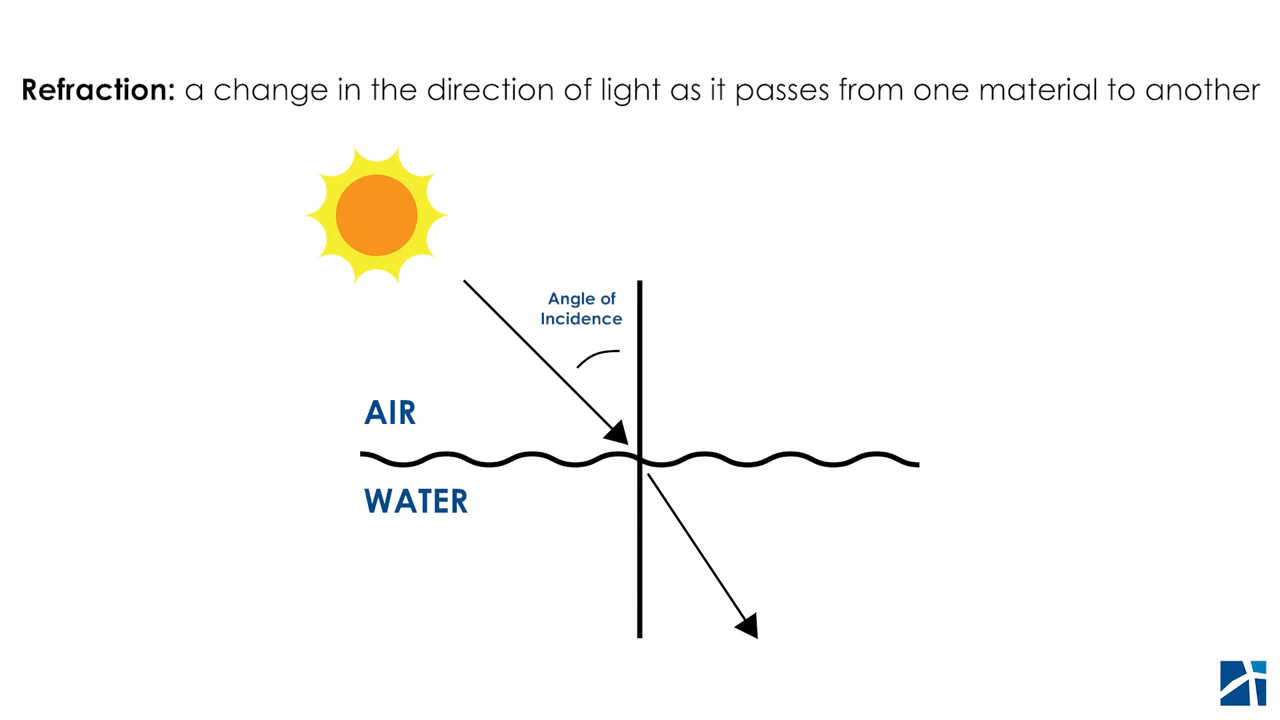 Refraction: a change in the direction of light as it passes from one material to another
Angle of
Incidence
AIR
WATER